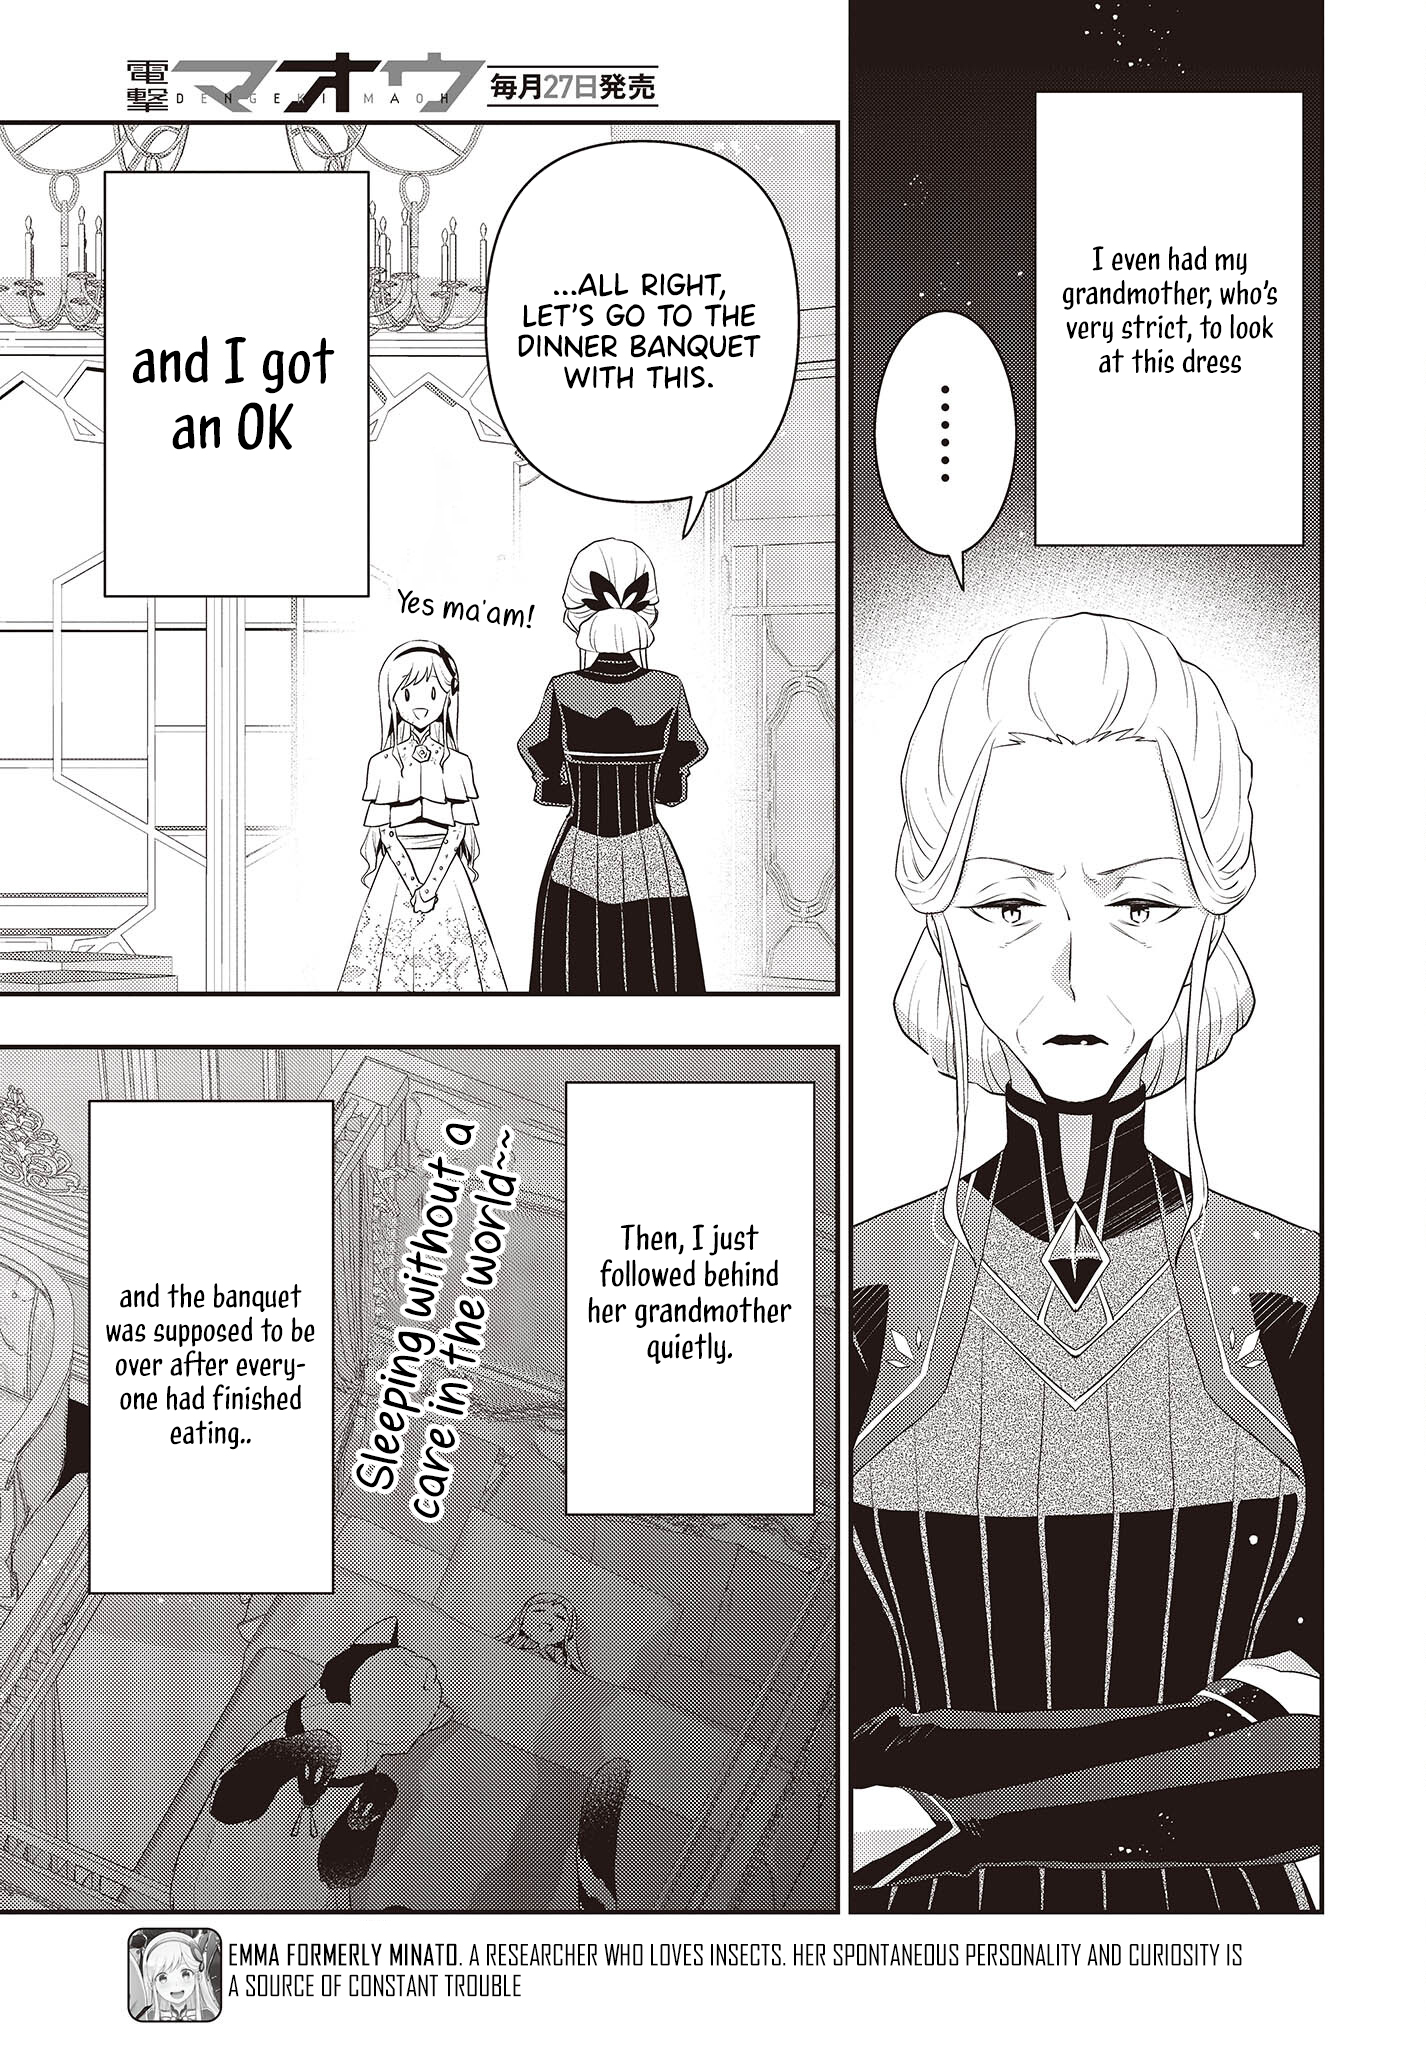 電撃マオウ
DENGEKI MAOH
毎月27日発売
I even had my
grandmother, who's
very strict, to look
at this dress
......
...ALL RIGHT,
LET'S GO TO THE
DINNER BANQUET
WITH THIS.
Yes ma'am!
and I got
an OK
Then, I just
followed behind
her grandmother
quietly.
Sleeping without a
care in the world~~
and the banquet
was supposed to be
over after every-
one had finished
eating..
EMMA FORMERLY MINATO. A RESEARCHER WHO LOVES INSECTS. HER SPONTANEOUS PERSONALITY AND CURIOSITY IS
A SOURCE OF CONSTANT TROUBLE